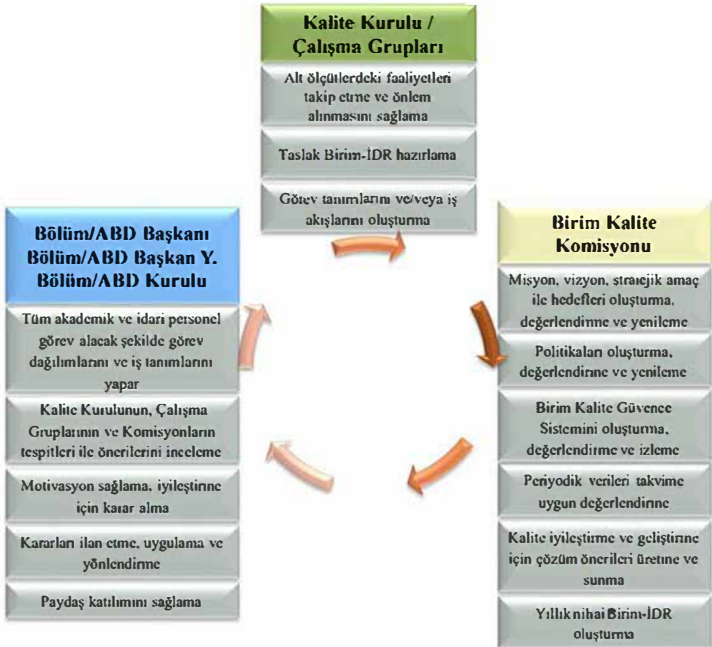 Kalite Kurulu /
Çalışma Grupları
Alt ölçütlerdeki faaliyetleri
takip etme ve önlem
alınmasını sağlama
Taslak Birim-İDR hazırlama
Görev tanımlarını ve/veya iş
akışlarını oluşturma
Bölüm/ABD Başkanı
Bölüm/ABD Başkan Y.
Bölüm/ABD Kurulu
Tüm akademik ve idari personel
görev alacak şekilde görev
dağılımlarını ve iş tanımlarını
yapar
Kalite Kurulunun, Çalışma
Gruplarının ve Komisyonların
tespitleri ile önerilerini inceleme
Motivasyon sağlama, iyileştirme
için karar alma
Kararları ilan etme, uygulama ve
yönlendirme
Paydaş katılımını sağlama
Birim Kalite
Komisyonu
Misyon, vizyon, stratejik amaç
ile hedefleri oluşturma,
değerlendirme ve yenileme
Politikaları oluşturma,
değerlendirme ve yenileme
Birim Kalite Güvence
Sistemini oluşturma,
değerlendirme ve izleme
Periyodik verileri takvime
uygun değerlendirme
Kalite iyileştirme ve geliştirme
için çözüm önerileri üretme ve
sunma
Yıllık nihai Birim-İDR
oluşturma